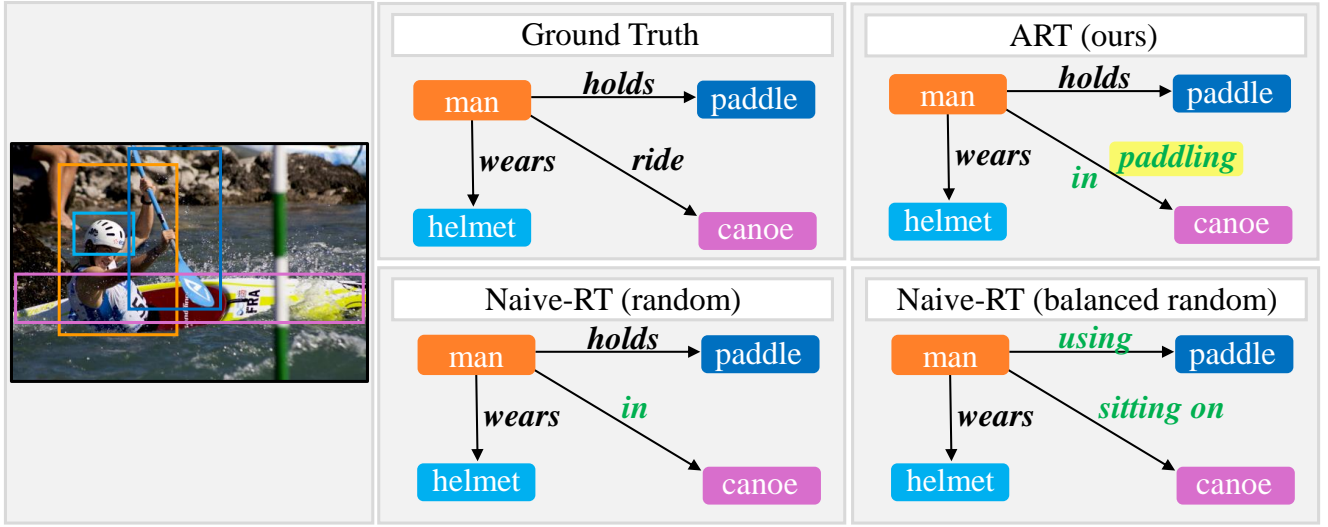 FRA
Ground Truth
man
holds
paddle
wears
ride
helmet
canoe
ART (ours)
man
holds
paddle
wears
paddling
in
helmet
canoe
Naive-RT (random)
man
holds
paddle
wears
in
helmet
canoe
Naive-RT (balanced random)
man
using
paddle
wears
sitting on
helmet
canoe